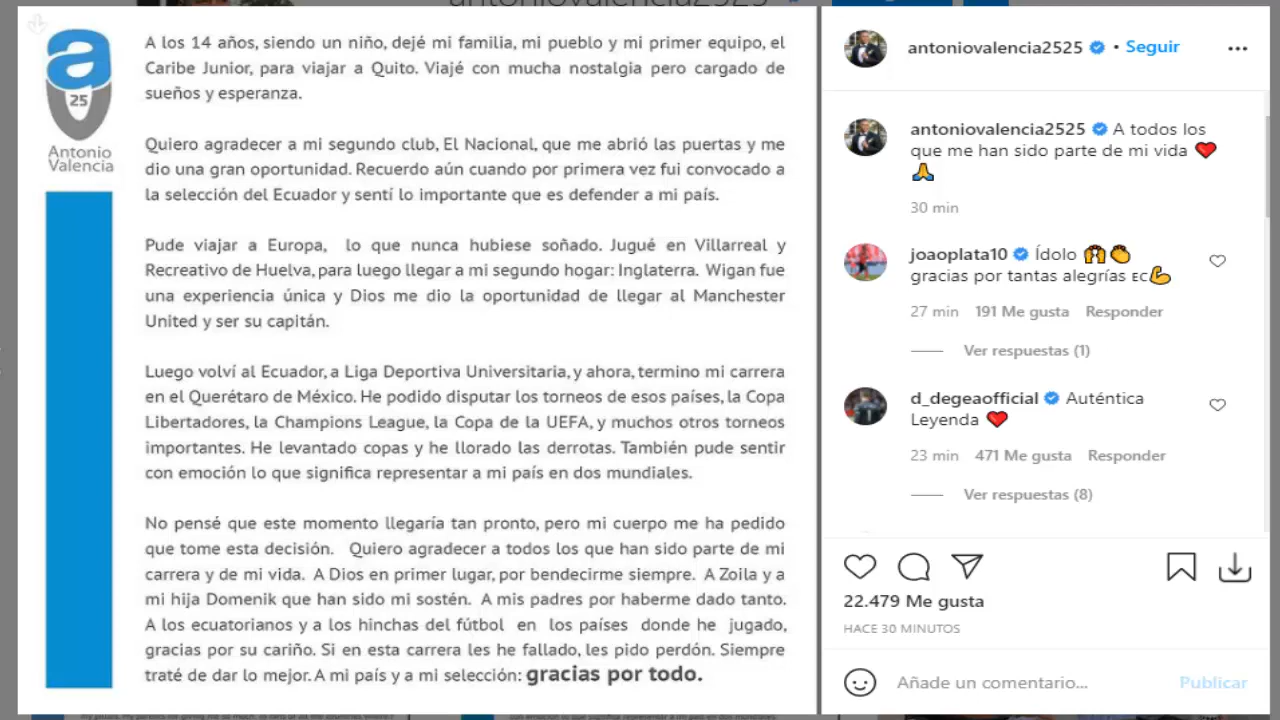 antoniovalencia2525
a
25
Antonio
Valencia
A los 14 años, siendo un niño, dejé mi familia, mi pueblo y mi primer equipo, el
Caribe Junior, para viajar a Quito. Viajé con mucha nostalgia pero cargado de
sueños y esperanza.
Quiero agradecer a mi segundo club, El Nacional, que me abrió las puertas y me
dio una gran oportunidad. Recuerdo aún cuando por primera vez fui convocado a
la selección del Ecuador y sentí lo importante que es defender a mi país.
Pude viajar a Europa, lo que nunca hubiese soñado. Jugué en Villarreal y
Recreativo de Huelva, para luego llegar a mi segundo hogar: Inglaterra. Wigan fue
una experiencia única y Dios me dio la oportunidad de llegar al Manchester
United y ser su capitán.
Luego volví al Ecuador, a Liga Deportiva Universitaria, y ahora, termino mi carrera
en el Querétaro de México. He podido disputar los torneos de esos países, la Copa
Libertadores, la Champions League, la Copa de la UEFA, y muchos otros torneos
importantes. He levantado copas y he llorado las derrotas. También pude sentir
con emoción lo que significa representar a mi país en dos mundiales.
No pensé que este momento llegaría tan pronto, pero mi cuerpo me ha pedido
que tome esta decisión. Quiero agradecer a todos los que han sido parte de mi
carrera y de mi vida. A Dios en primer lugar, por bendecirme siempre. A Zoila y a
mi hija Domenik que han sido mi sostén. A mis padres por haberme dado tanto.
A los ecuatorianos y a los hinchas del fútbol en los países donde he jugado,
gracias por su cariño. Si en esta carrera les he fallado, les pido perdón. Siempre
traté de dar lo mejor. A mi país y a mi selección: gracias por todo.
antoniovalencia2525 • Seguir
antoniovalencia2525 A todos los
que me han sido parte de mi vida ❤️
🙏
30 min
joaoplata10 Ídolo 🙌👏
gracias por tantas alegrías EC💪
27 min 191 Me gusta Responder
Ver respuestas (1)
d_degeaofficial Auténtica
Leyenda ❤️
23 min 471 Me gusta Responder
Ver respuestas (8)
22.479 Me gusta
HACE 30 MINUTOS
Añade un comentario... Publicar